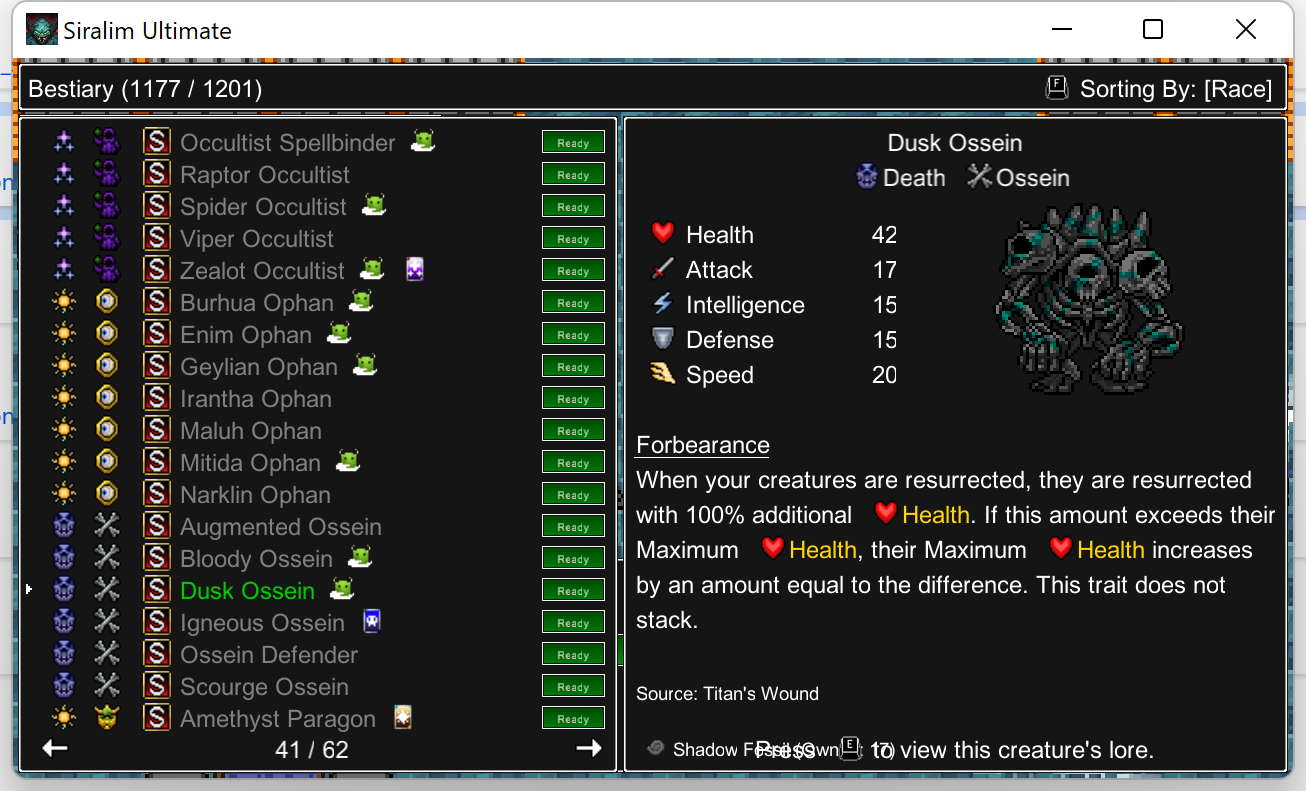 Siralim Ultimate
Bestiary (1177 / 1201)
F Sorting By: [Race]
S Occultist Spellbinder Ready
S Raptor Occultist Ready
S Spider Occultist Ready
S Viper Occultist Ready
S Zealot Occultist Ready
S Burhua Ophan Ready
S Enim Ophan Ready
S Geylian Ophan Ready
S Irantha Ophan Ready
S Maluh Ophan Ready
S Mitida Ophan Ready
S Narklin Ophan Ready
S Augmented Ossein Ready
S Bloody Ossein Ready
S Dusk Ossein Ready
S Igneous Ossein Ready
S Ossein Defender Ready
S Scourge Ossein Ready
S Amethyst Paragon Ready
41 / 62
Dusk Ossein
Death Ossein
Health 42
Attack 17
Intelligence 15
Defense 15
Speed 20
Forbearance
When your creatures are resurrected, they are resurrected
with 100% additional Health. If this amount exceeds their
Maximum Health, their Maximum Health increases
by an amount equal to the difference. This trait does not
stack.
Source: Titan's Wound
Shadow Fossil (Own: 17)
Press E to view this creature's lore.